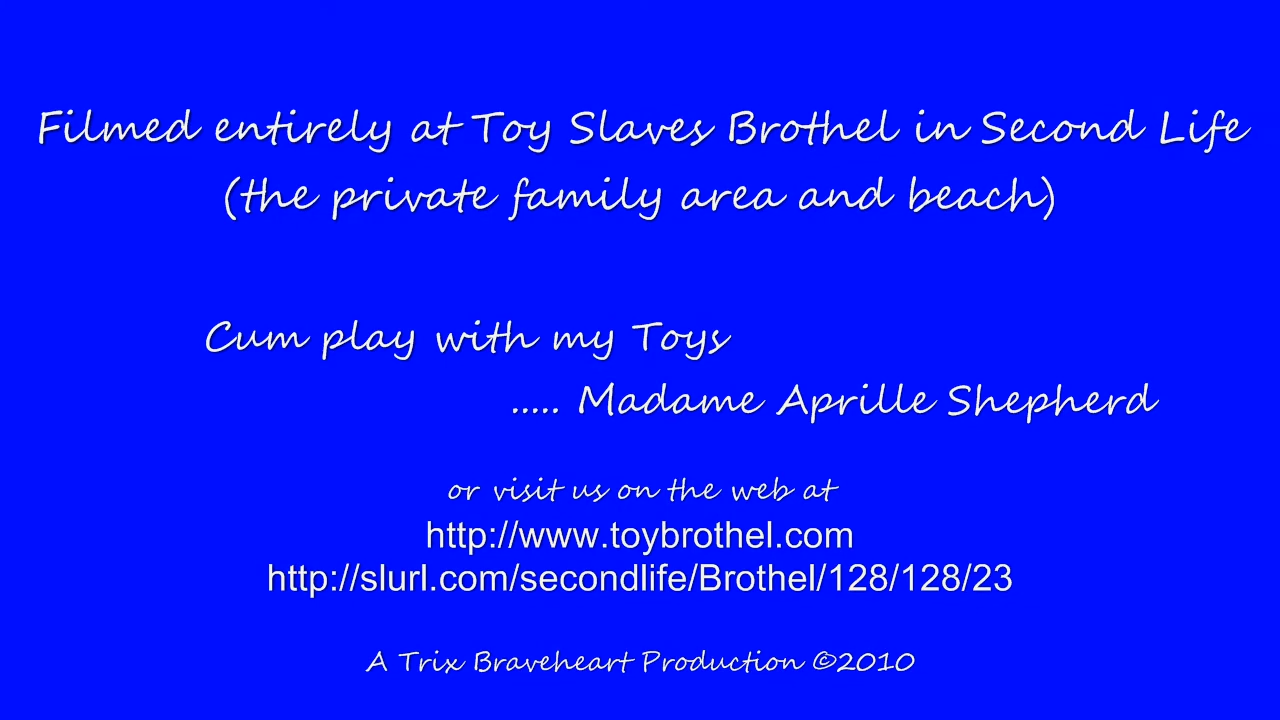 Filmed entirely at Toy Slaves Brothel in Second Life
(the private family area and beach)
Cum play with my Toys
..... Madame Aprille Shepherd
or visit us on the web at
http://www.toybrothel.com
http://slurl.com/secondlife/Brothel/128/128/23
A Trix Braveheart Production ©2010